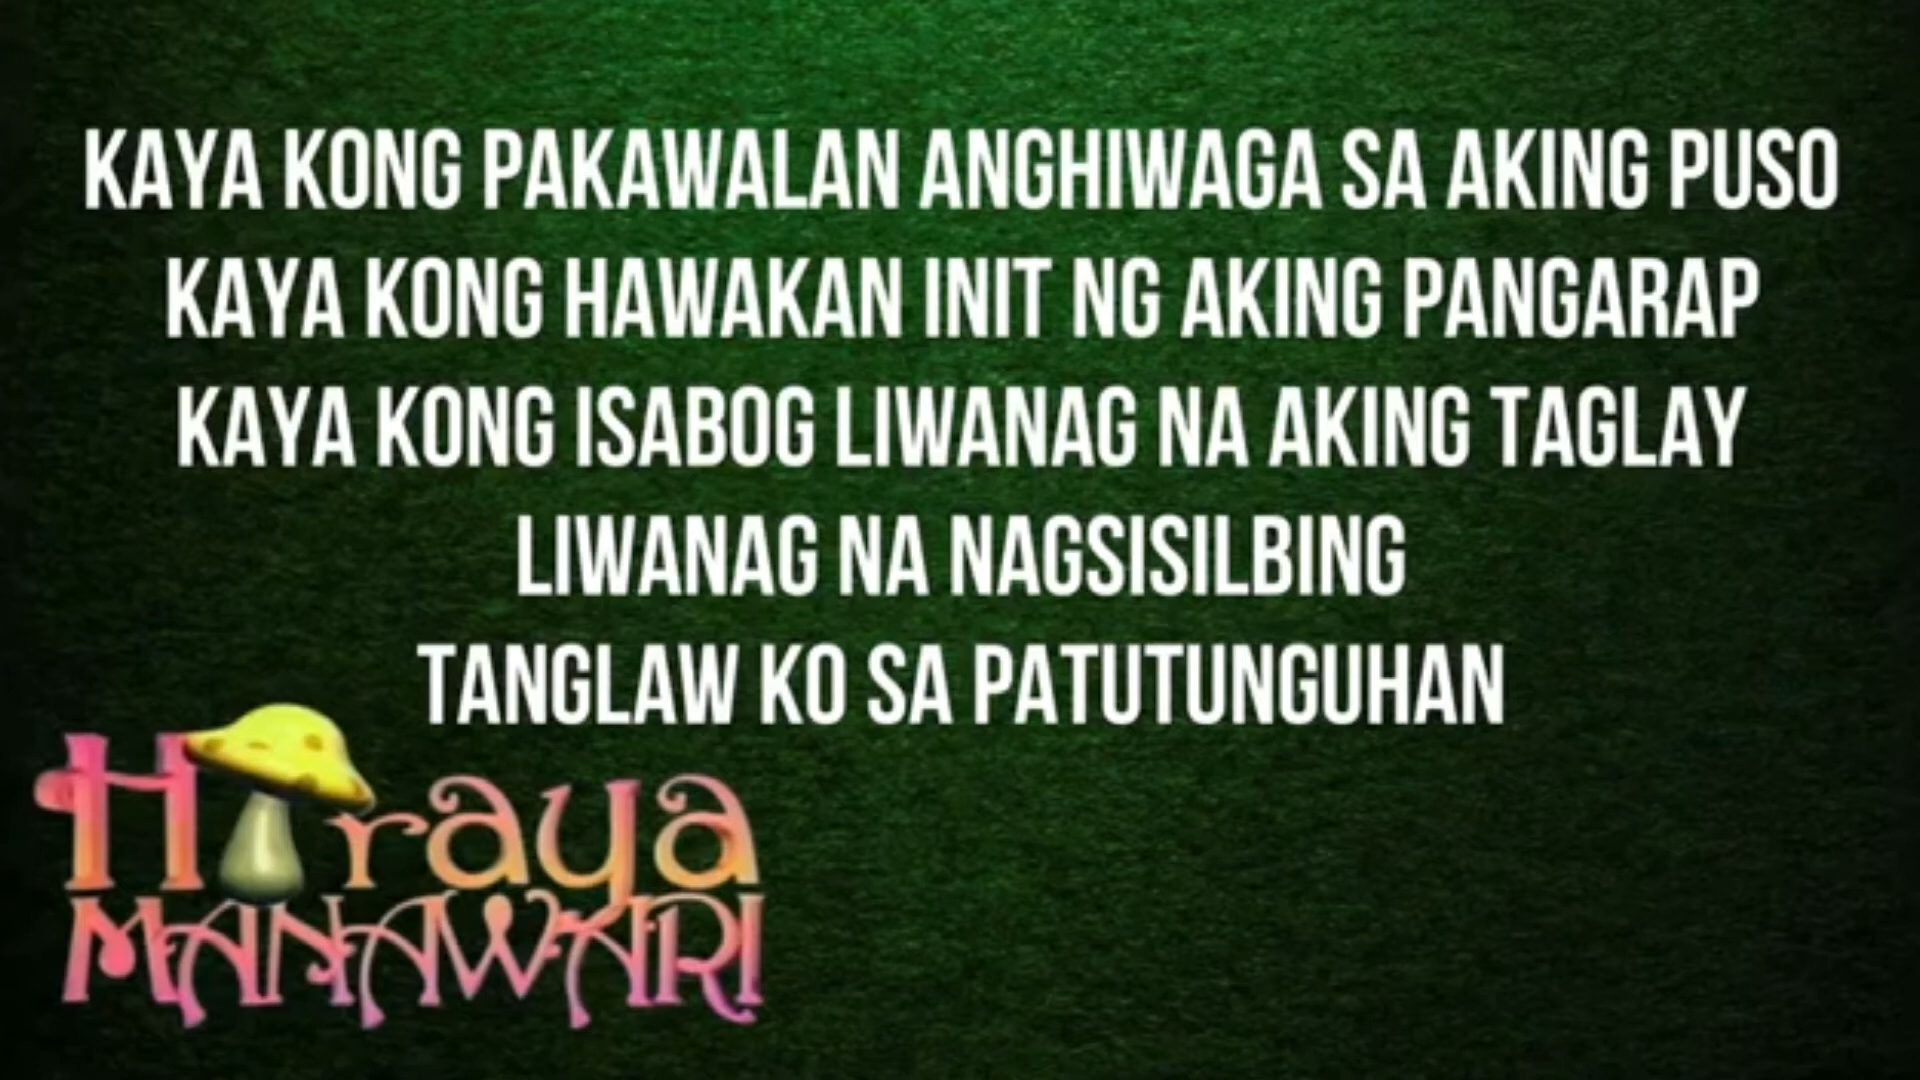 KAYA KONG PAKAWALAN ANGHIWAGA SA AKING PUSO
KAYA KONG HAWAKAN INIT NG AKING PANGARAP
KAYA KONG ISABOG LIWANAG NA AKING TAGLAY
LIWANAG NA NAGSISILBING
TANGLAW KO SA PATUTUNGUHAN
Hiraya
MANAWARI